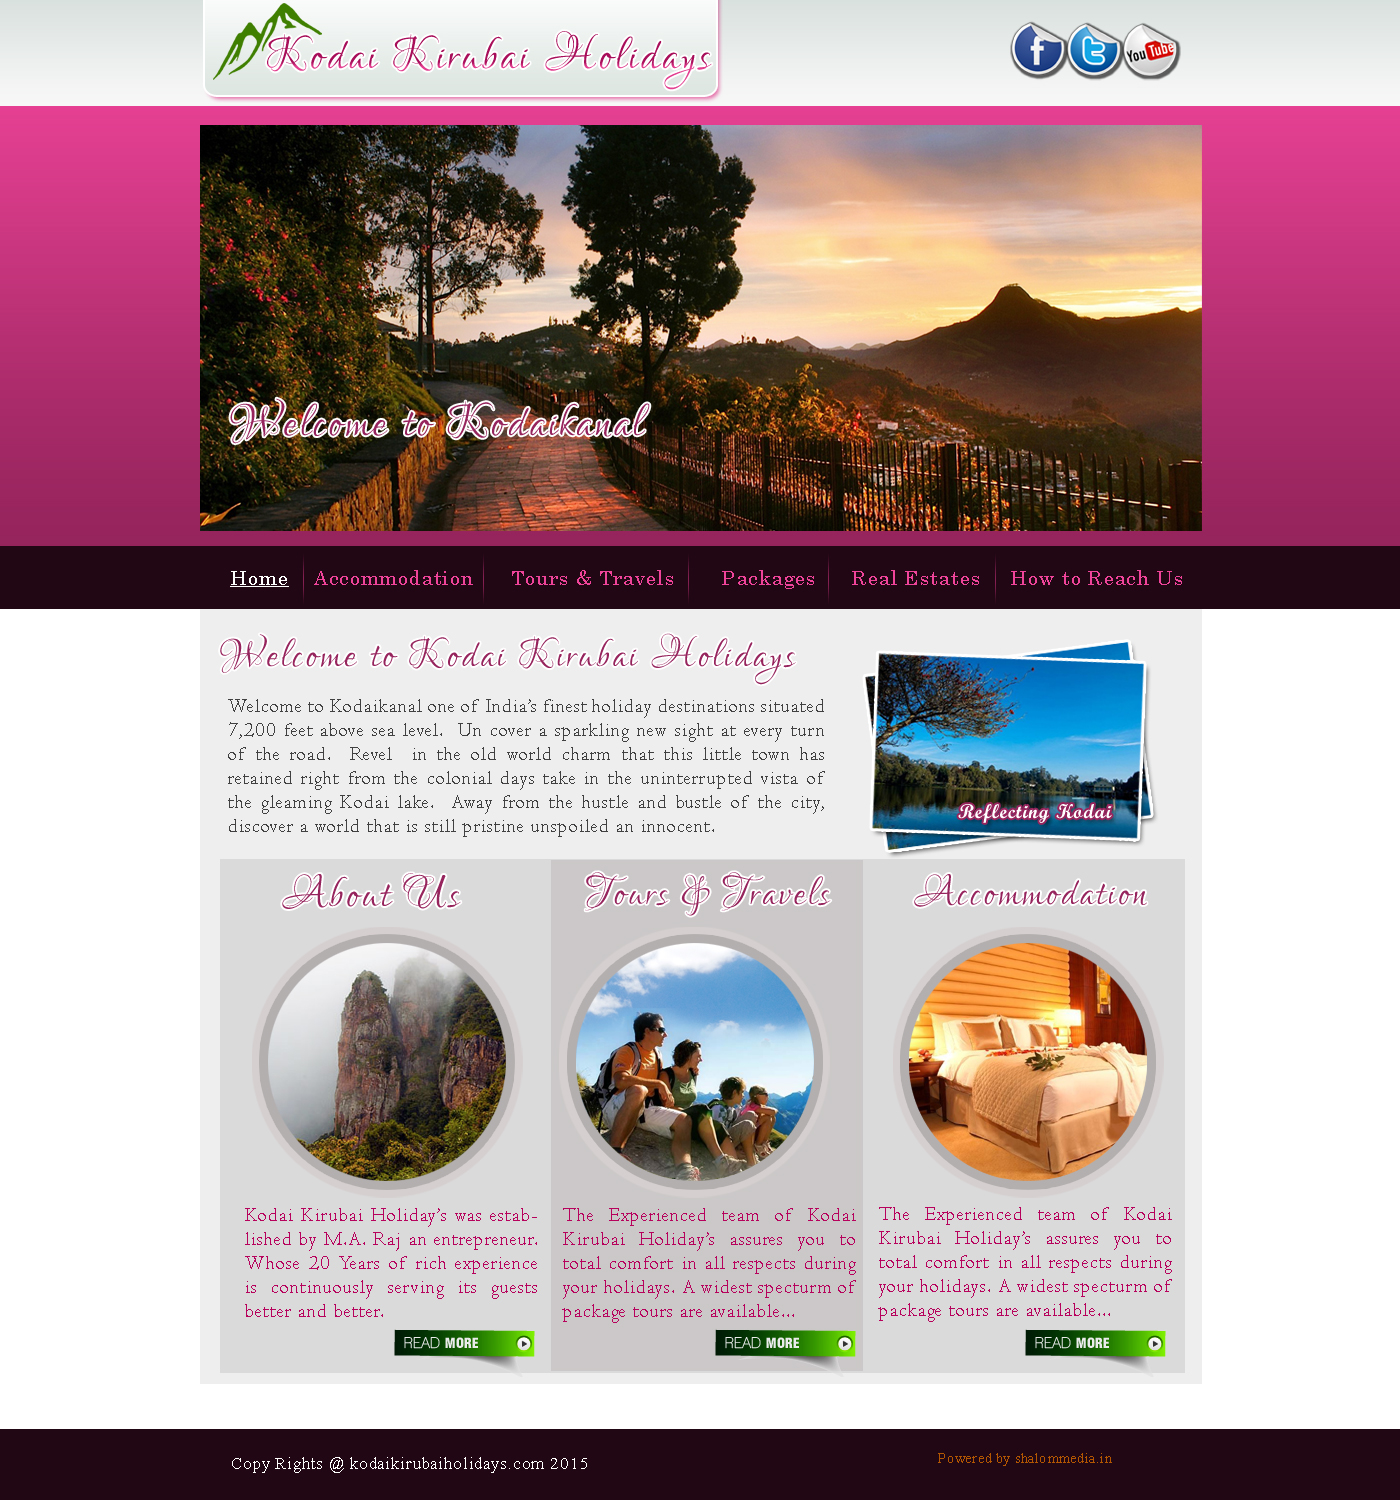 Kodai Kirubai Holidays
f
t
You Tube
Welcome to Kodaikanal
Home
Accommodation
Tours & Travels
Packages
Real Estates
How to Reach Us
Welcome to Kodai Kirubai Holidays
Welcome to Kodaikanal one of India's finest holiday destinations situated
7,200 feet above sea level. Un cover a sparkling new sight at every turn
of the road. Revel in the old world charm that this little town has
retained right from the colonial days take in the uninterrupted vista of
the gleaming Kodai lake. Away from the hustle and bustle of the city,
discover a world that is still pristine unspoiled an innocent.
Reflecting Kodai
About Us
Kodai Kirubai Holiday's was estab-
lished by M.A. Raj an entrepreneur.
Whose 20 Years of rich experience
is continuously serving its guests
better and better.
READ MORE
Tours & Travels
The Experienced team of Kodai
Kirubai Holiday's assures you to
total comfort in all respects during
your holidays. A widest specturm of
package tours are available...
READ MORE
Accommodation
The Experienced team of Kodai
Kirubai Holiday's assures you to
total comfort in all respects during
your holidays. A widest specturm of
package tours are available...
READ MORE
Copy Rights @ kodaikirubaiholidays.com 2015
Powered by shalommedia.in